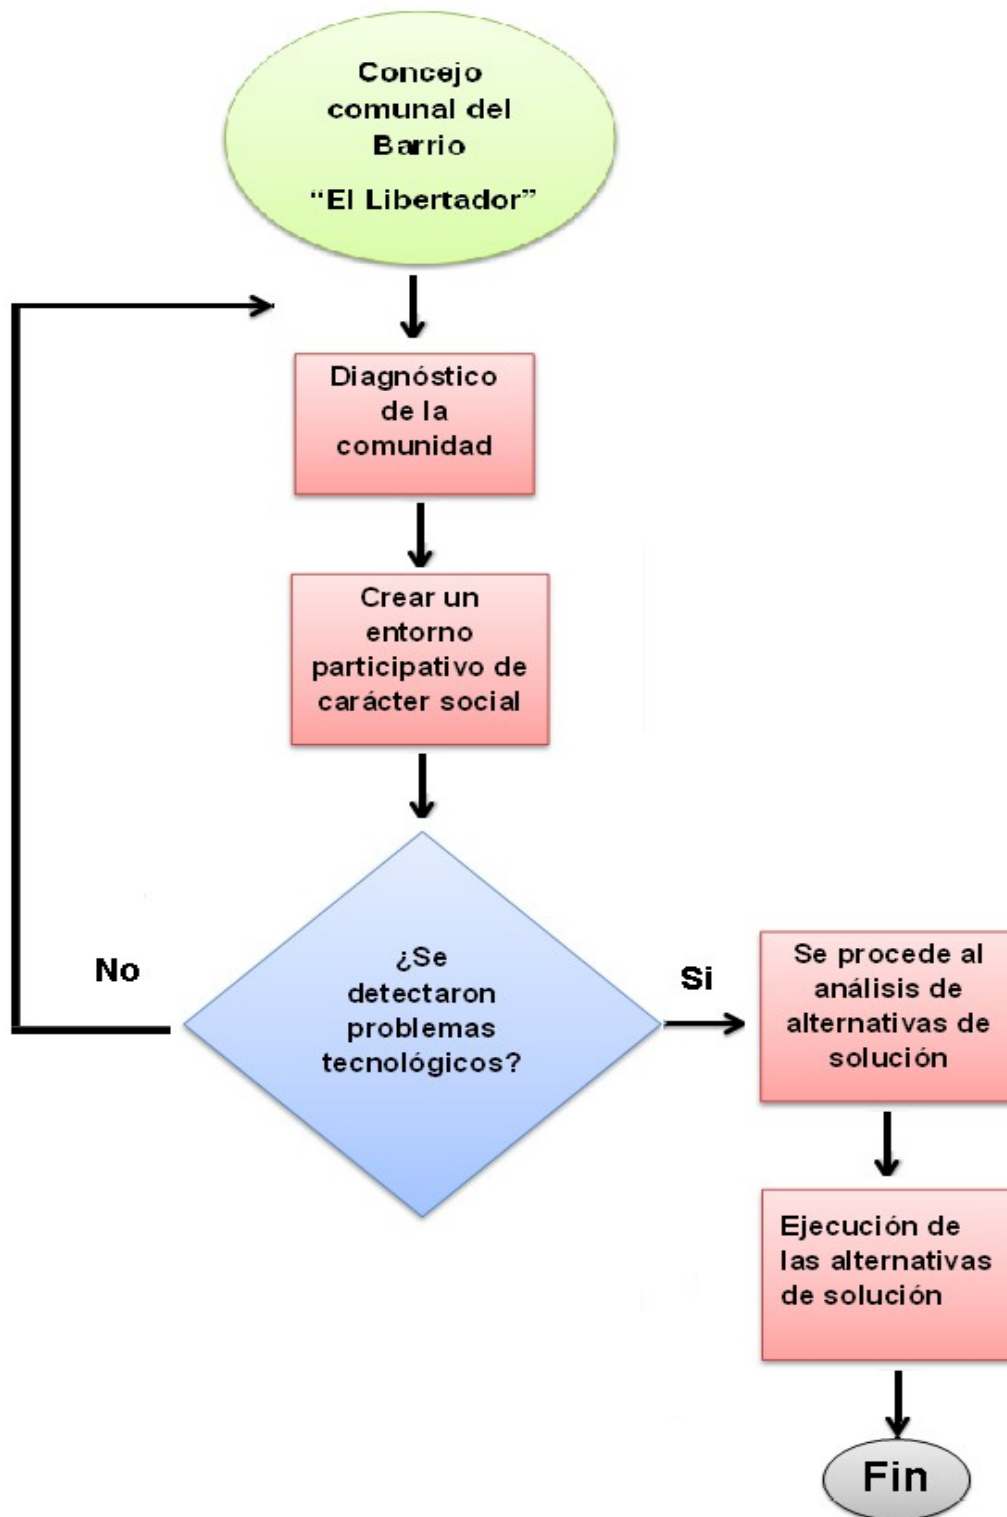 Concejo
comunal del
Barrio
“El Libertador”
Diagnóstico
de la
comunidad
Crear un
entorno
participativo de
carácter social
¿Se
detectaron
problemas
tecnológicos?
No
Si
Se procede al
análisis de
alternativas de
solución
Ejecución de
las alternativas
de solución
Fin